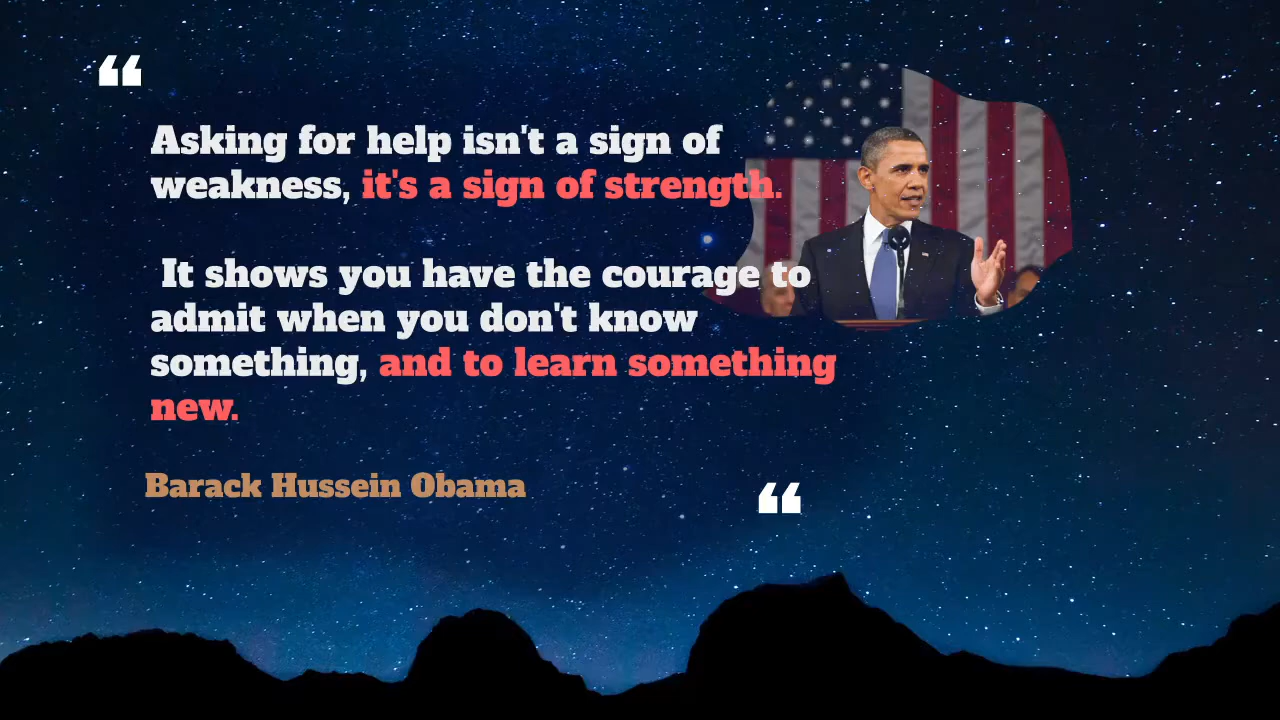 ❝
Asking for help isn't a sign of
weakness, it's a sign of strength.
It shows you have the courage to
admit when you don't know
something, and to learn something
new.
Barack Hussein Obama
❝